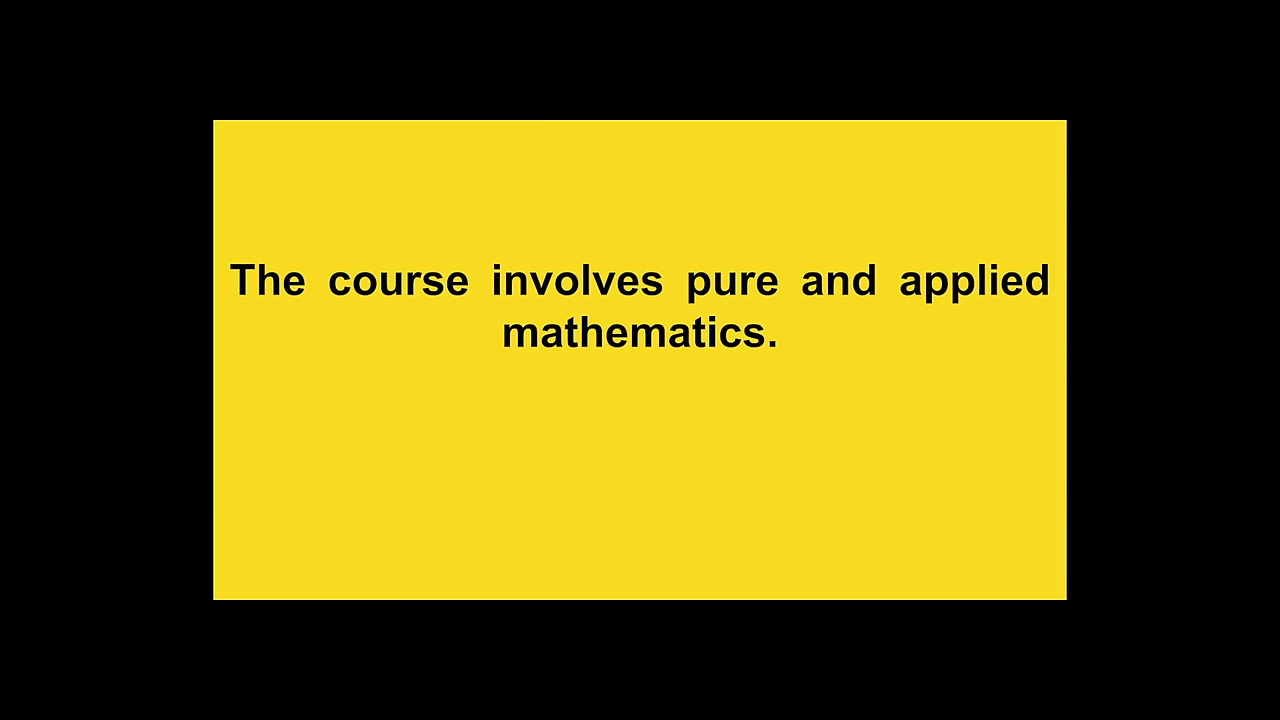 The course involves pure and applied
mathematics.